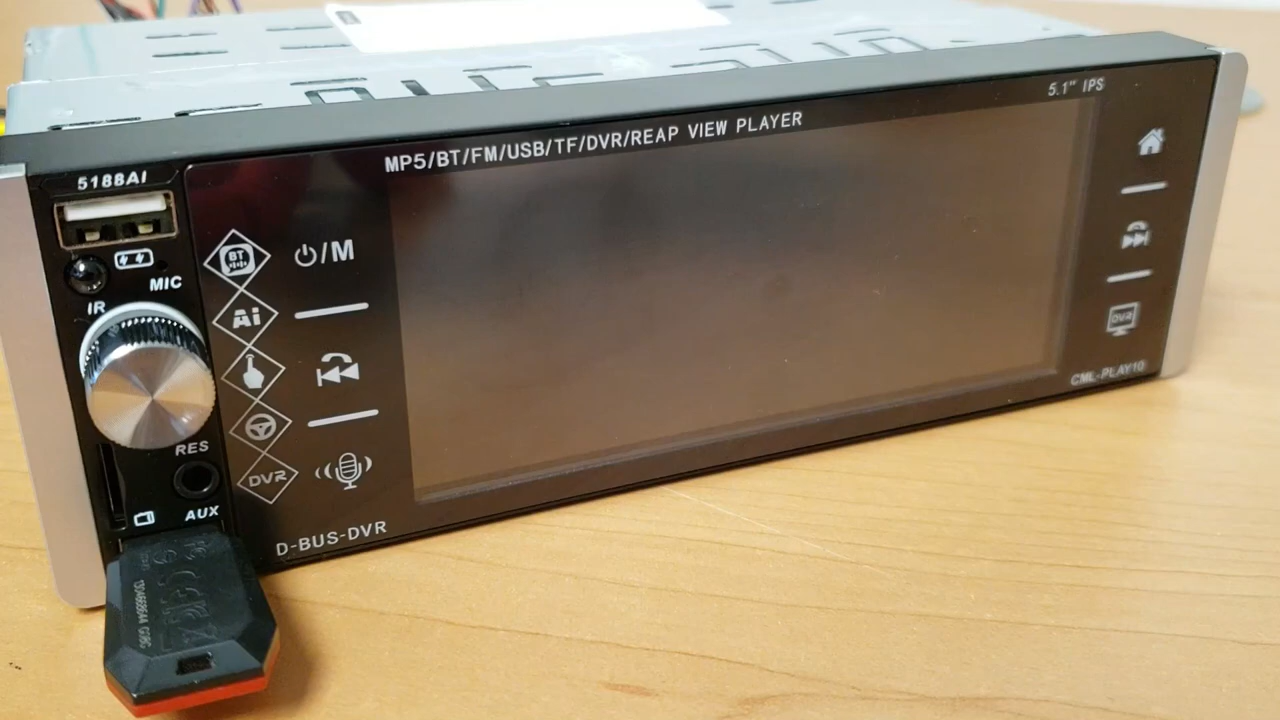 5188AI
MP5/BT/FM/USB/TF/DVR/REAP VIEW PLAYER
5.1" IPS
MIC
IR
BT
/M
Ai
DVR
DVR
CML-PLAY10
RES
AUX
D-BUS-DVR